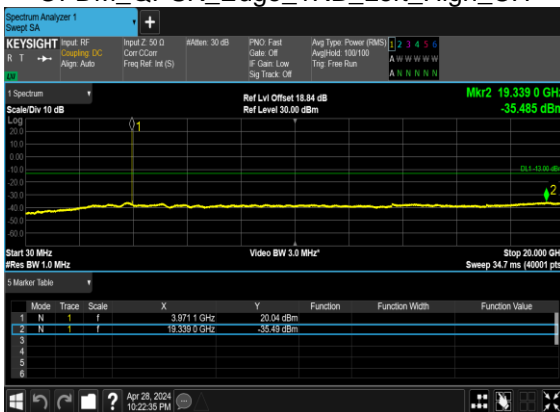 Spectrum Analyzer 1
Swept SA
+
KEYSIGHT Input: RF Input Z: 50 Ω #Atten: 30 dB PNO: Fast Avg Type: Power (RMS) 1 2 3 4 5 6
R T Coupling: DC Corr CCorr Gate: Off Avg|Hold: 100/100 A W W W W W
Align: Auto Freq Ref: Int (S) IF Gain: Low Trig: Free Run A N N N N N
LXI Sig Track: Off
1 Spectrum Ref Lvl Offset 18.84 dB Mkr2 19.339 0 GHz
Scale/Div 10 dB Ref Level 30.00 dBm -35.485 dBm
Log
20.0
10.0
0.00
-10.0
DL1 -13.00 dBm
-20.0
-30.0
-40.0
-50.0
-60.0
1
2
Start 30 MHz Video BW 3.0 MHz* Stop 20.000 GH
#Res BW 1.0 MHz Sweep 34.7 ms (40001 pts
5 Marker Table
Mode Trace Scale X Y Function Function Width Function Value
1 N 1 f 3.971 1 GHz 20.04 dBm
2 N 1 f 19.339 0 GHz -35.49 dBm
3
4
5
6
? Apr 28, 2024
10:22:35 PM